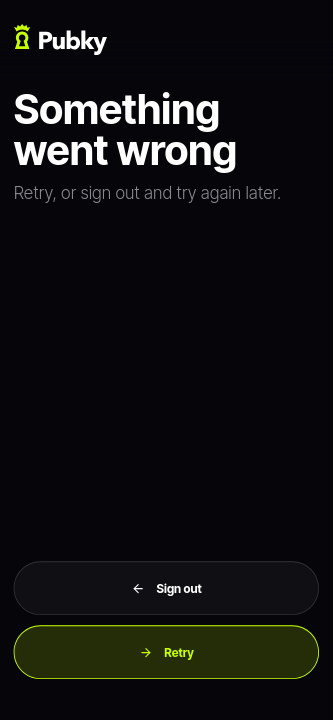 Pubky
Something
went wrong
Retry, or sign out and try again later.
Sign out
Retry